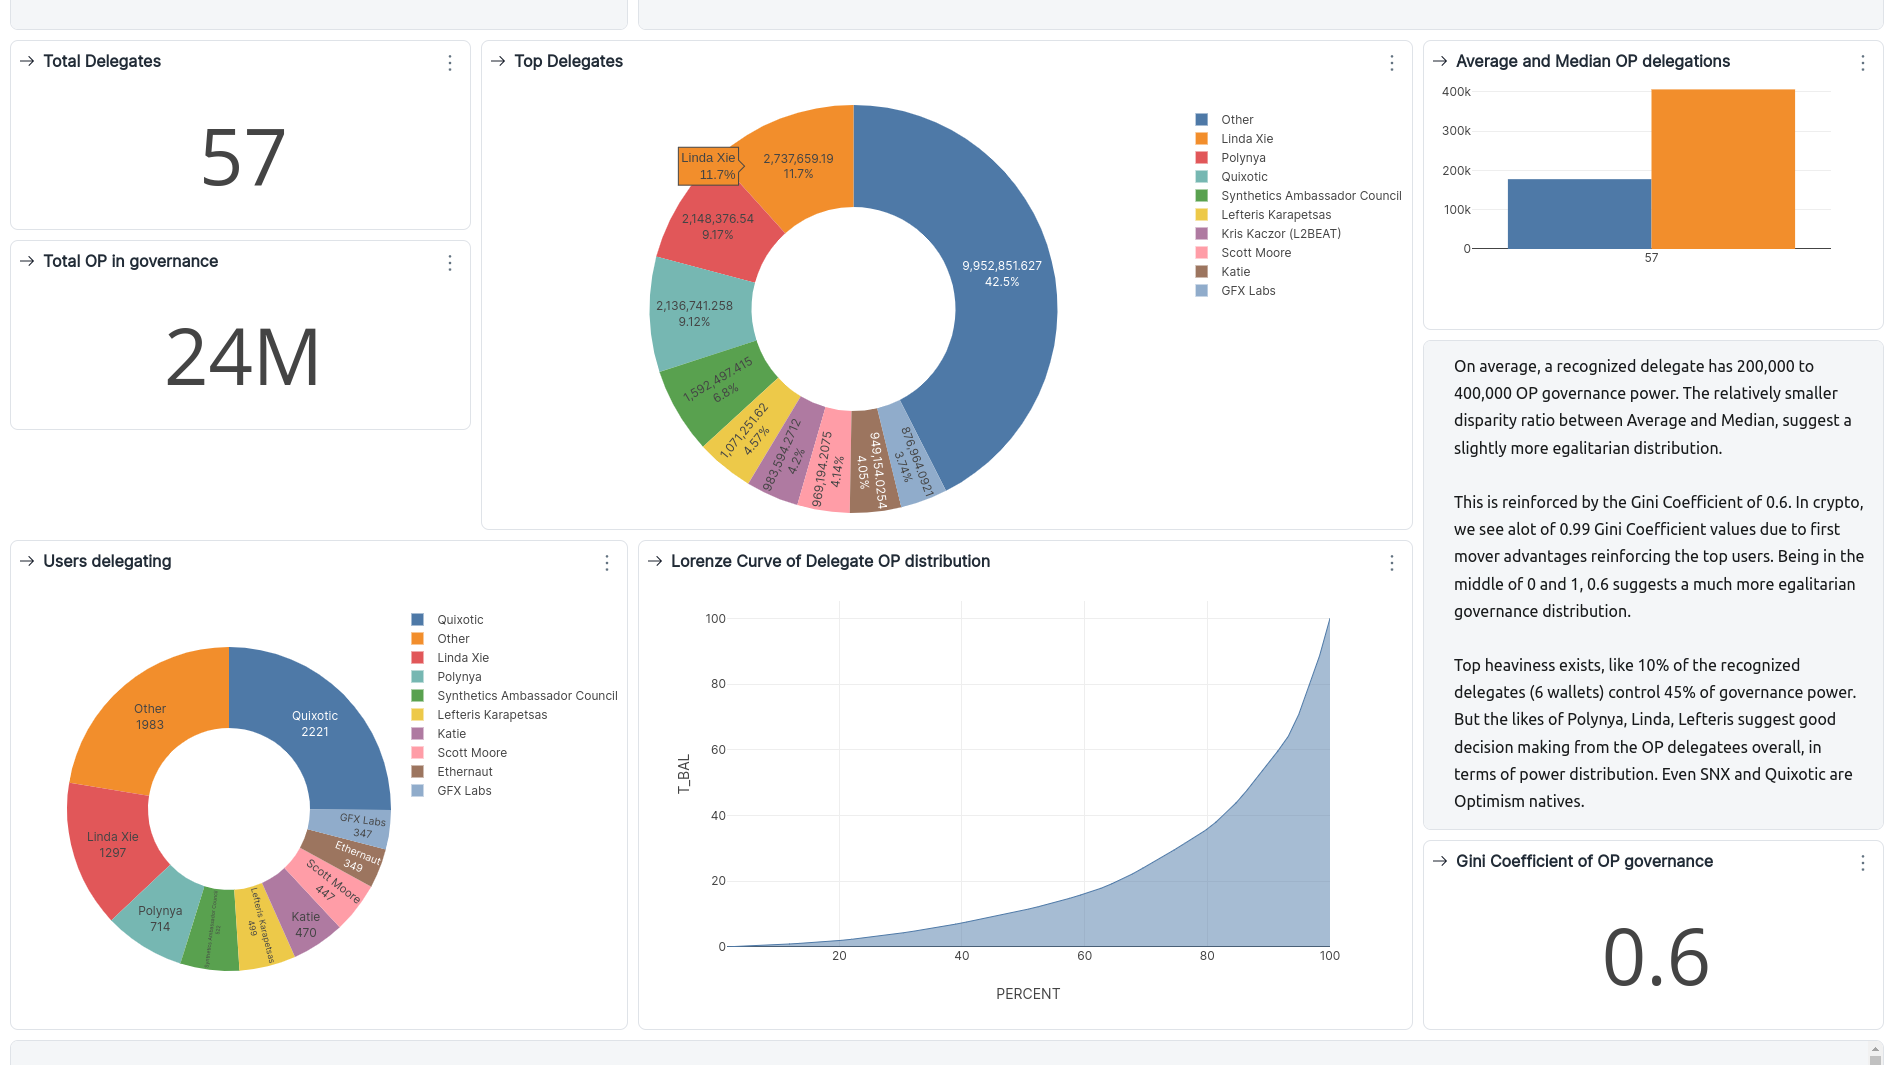 Total Delegates
57
Total OP in governance
24M
Top Delegates
Linda Xie
11.7%
2,737,659.19
11.7%
2,148,376.54
9.17%
2,136,741.258
9.12%
1,592,497.415
6.8%
1,071,251.62
4.57%
983,594.2712
4.2%
969,194.2075
4.14%
949,154.0254
4.05%
876,964.0921
3.74%
9,952,851.627
42.5%
Other
Linda Xie
Polynya
Quixotic
Synthetics Ambassador Council
Lefteris Karapetsas
Kris Kaczor (L2BEAT)
Scott Moore
Katie
GFX Labs
Average and Median OP delegations
400k
300k
200k
100k
0
57
On average, a recognized delegate has 200,000 to
400,000 OP governance power. The relatively smaller
disparity ratio between Average and Median, suggest a
slightly more egalitarian distribution.
This is reinforced by the Gini Coefficient of 0.6. In crypto,
we see alot of 0.99 Gini Coefficient values due to first
mover advantages reinforcing the top users. Being in the
middle of 0 and 1, 0.6 suggests a much more egalitarian
governance distribution.
Top heaviness exists, like 10% of the recognized
delegates (6 wallets) control 45% of governance power.
But the likes of Polynya, Linda, Lefteris suggest good
decision making from the OP delegatees overall, in
terms of power distribution. Even SNX and Quixotic are
Optimism natives.
Users delegating
Other
1983
Quixotic
2221
Linda Xie
1297
Polynya
714
Synthetics Ambassador Council
Lefteris Karapetsas
499
Katie
470
Scott Moore
447
Ethernaut
349
GFX Labs
347
Quixotic
Other
Linda Xie
Polynya
Synthetics Ambassador Council
Lefteris Karapetsas
Katie
Scott Moore
Ethernaut
GFX Labs
Lorenze Curve of Delegate OP distribution
100
80
60
40
20
0
T_BAL
20
40
60
80
100
PERCENT
Gini Coefficient of OP governance
0.6